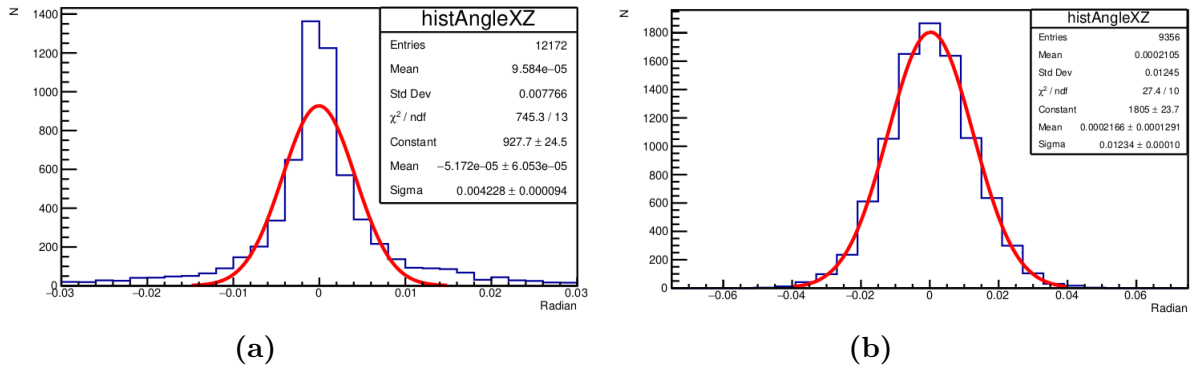 N
histAngleXZ
Entries 12172
Mean 9.584e−05
Std Dev 0.007766
χ² / ndf 745.3 / 13
Constant 927.7 ± 24.5
Mean −5.172e−05 ± 6.053e−05
Sigma 0.004228 ± 0.000094
1400
1200
1000
800
600
400
200
0
−0.03 −0.02 −0.01 0 0.01 0.02 0.03
Radian
(a)
N
histAngleXZ
Entries 9356
Mean 0.0002105
Std Dev 0.01245
χ² / ndf 27.4 / 10
Constant 1805 ± 23.7
Mean 0.0002166 ± 0.0001291
Sigma 0.01234 ± 0.00010
1800
1600
1400
1200
1000
800
600
400
200
0
−0.06 −0.04 −0.02 0 0.02 0.04 0.06
Radian
(b)